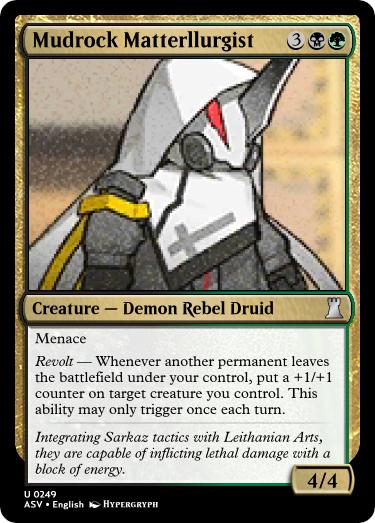 Mudrock Matterllurgist 3
Creature — Demon Rebel Druid
Menace
Revolt — Whenever another permanent leaves
the battlefield under your control, put a +1/+1
counter on target creature you control. This
ability may only trigger once each turn.
Integrating Sarkaz tactics with Leithanian Arts,
they are capable of inflicting lethal damage with a
block of energy.
4/4
U 0249
ASV • English HYPERGRYPH